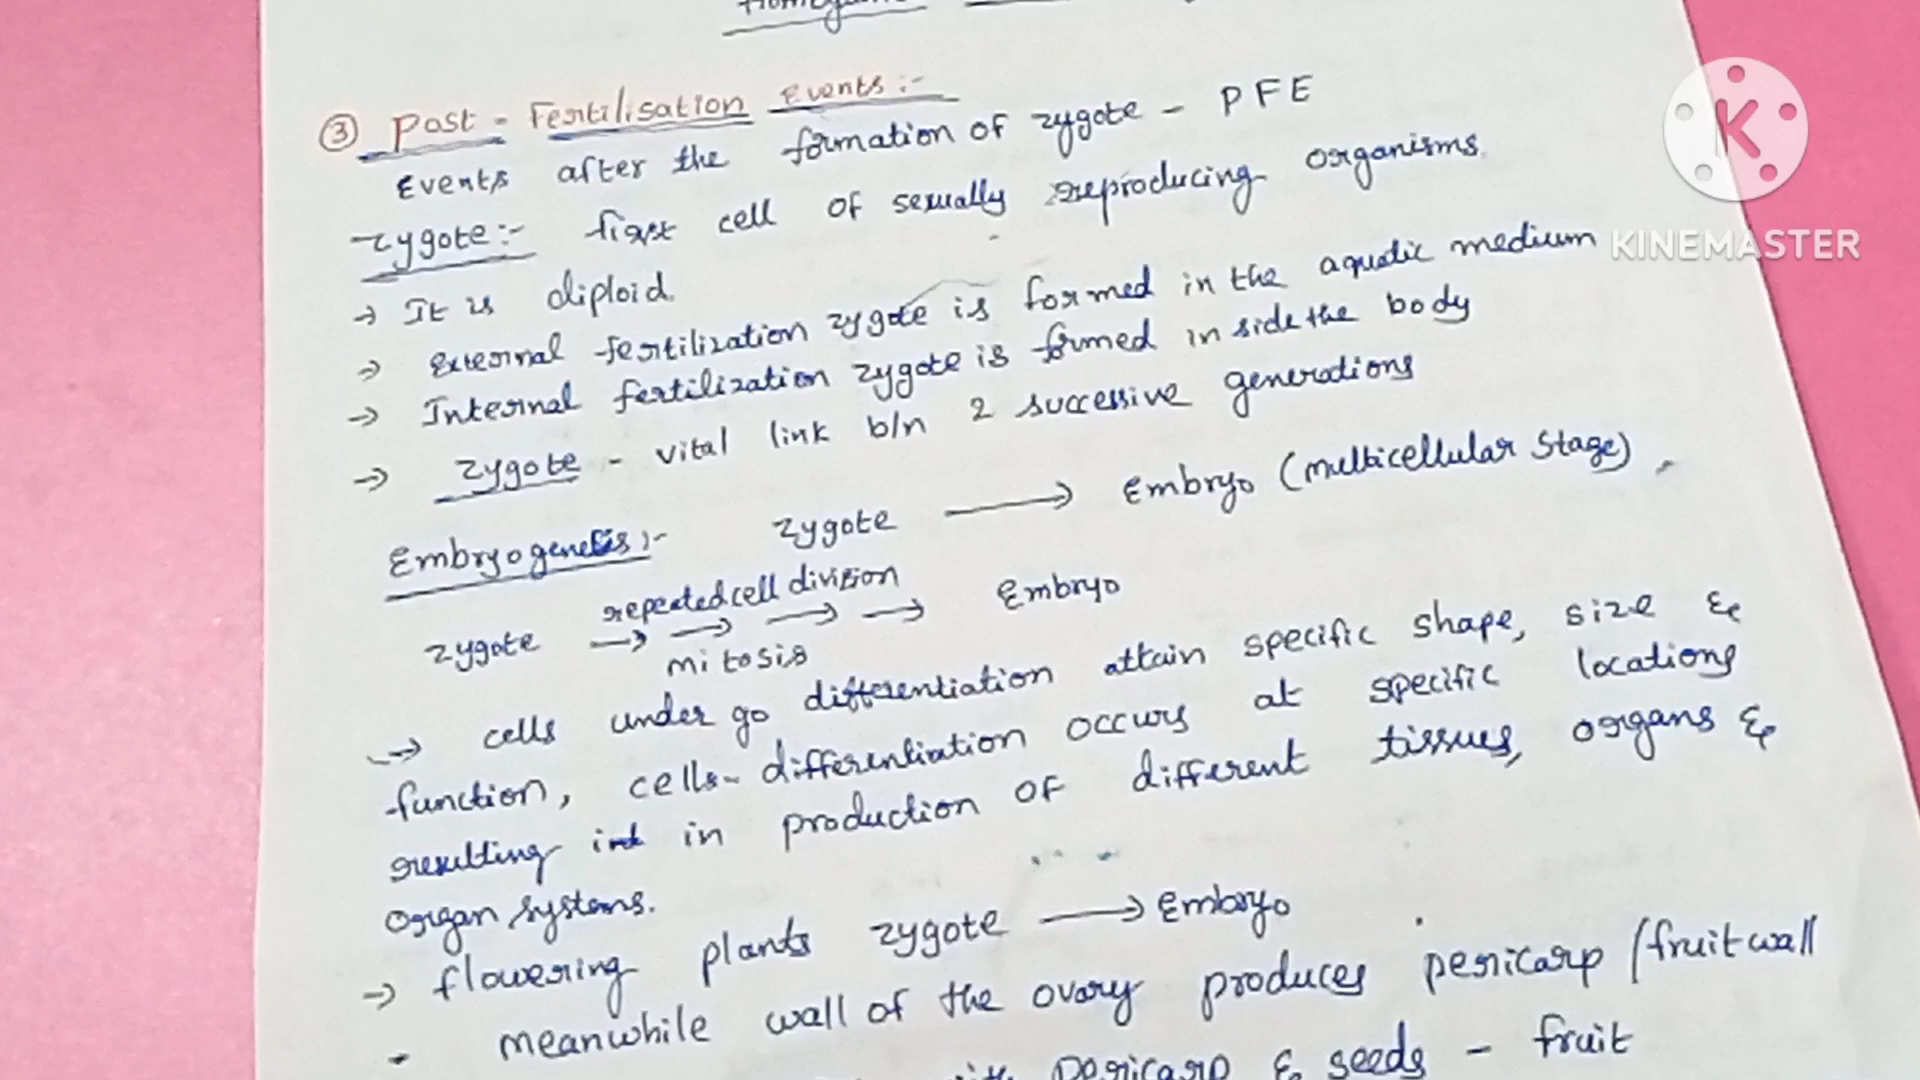 ③ Post - Fertilisation Events :-
Events after the formation of zygote - PFE
zygote:- first cell of sexually reproducing organisms.
→ It is diploid.
→ External fertilization zygote is formed in the aquatic medium
→ Internal fertilization zygote is formed in side the body
→ Zygote - vital link b/n 2 successive generations
Embryogenesis:- zygote → Embryo (multicellular Stage)
repeated cell division
zygote → → → → Embryo
mitosis
→ cells under go differentiation attain specific shape, size &
function, cells - differentiation occurs at specific locations
resulting in production of different tissues, organs &
organ systems.
→ flowering plants zygote → Embryo
- meanwhile wall of the ovary produces pericarp / fruit wall
pericarp & seeds - fruit
K
KINEMASTER